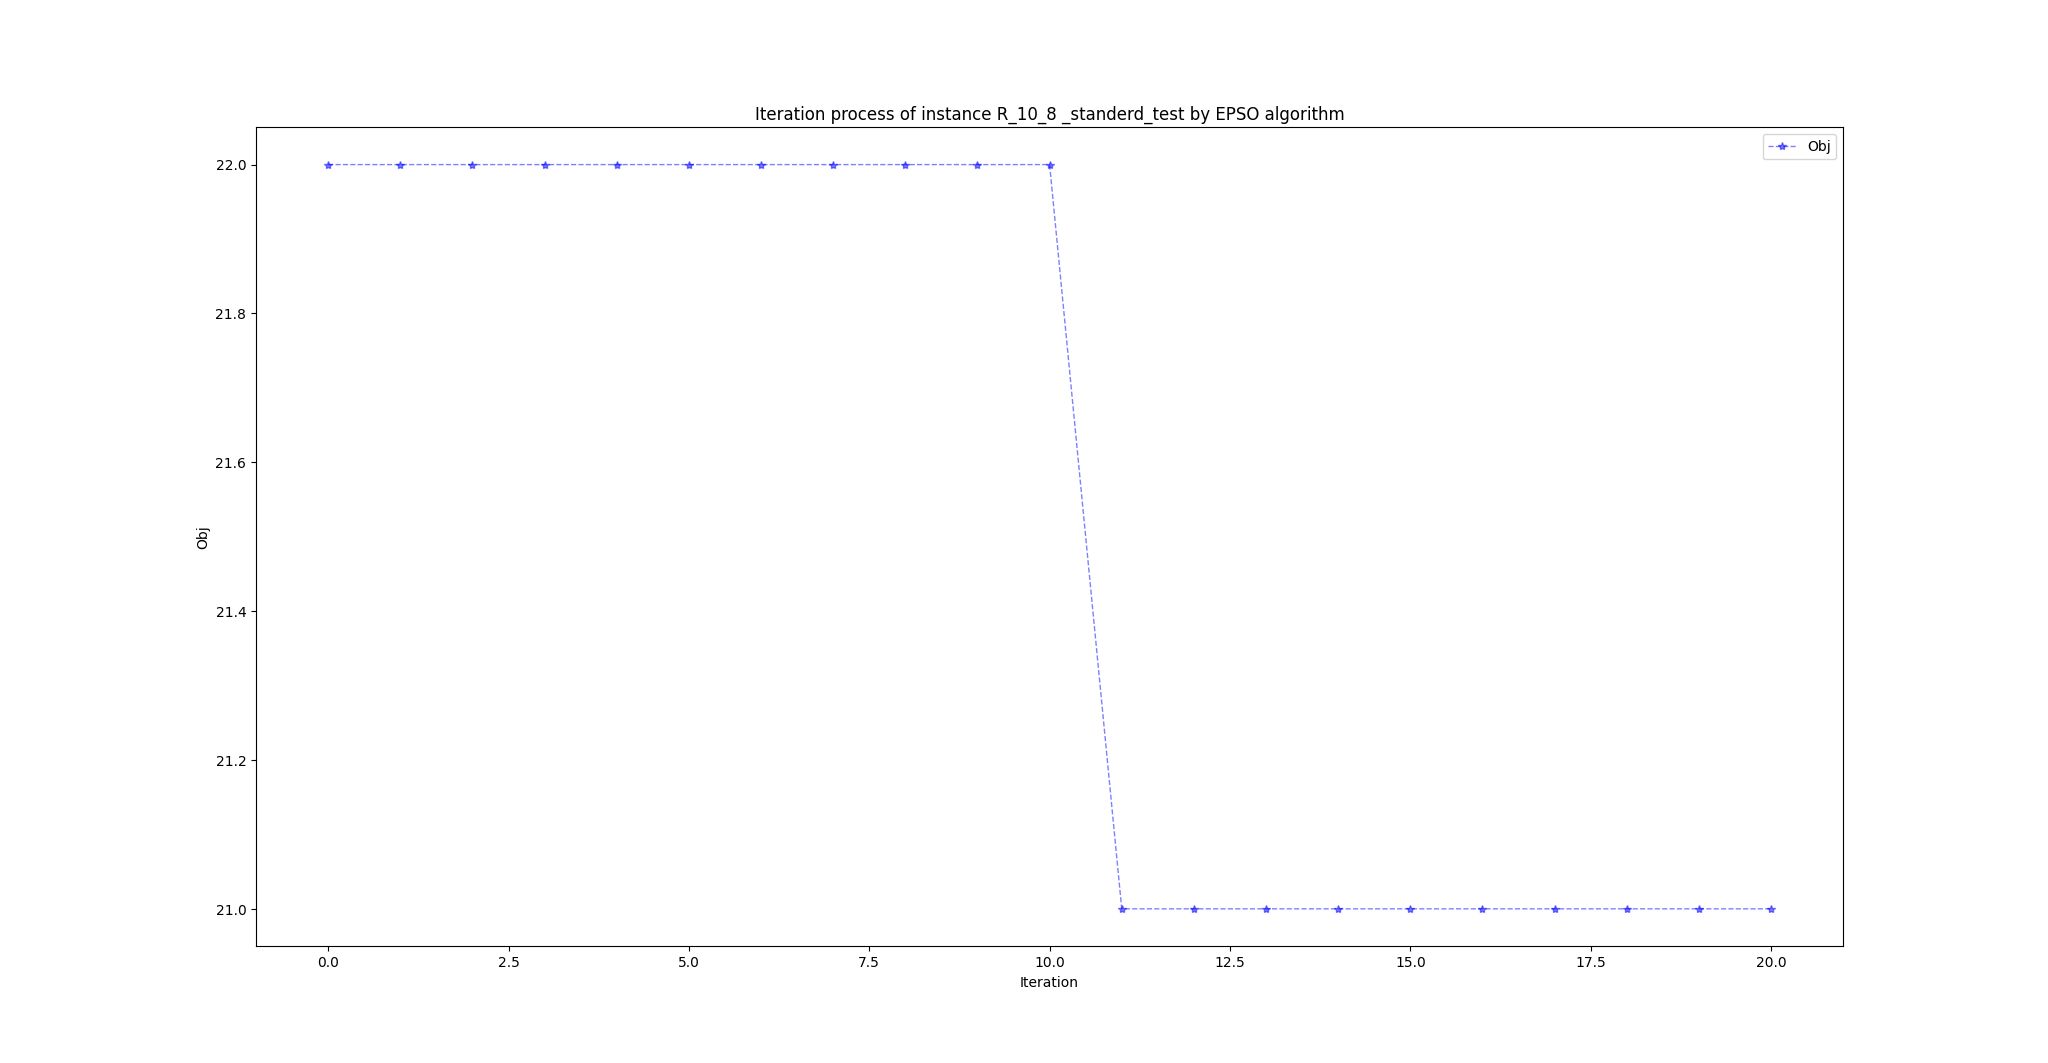 Iteration process of instance R_10_8 _standerd_test by EPSO algorithm
Obj
22.0
21.8
21.6
21.4
21.2
21.0
Obj
0.0 2.5 5.0 7.5 10.0 12.5 15.0 17.5 20.0
Iteration